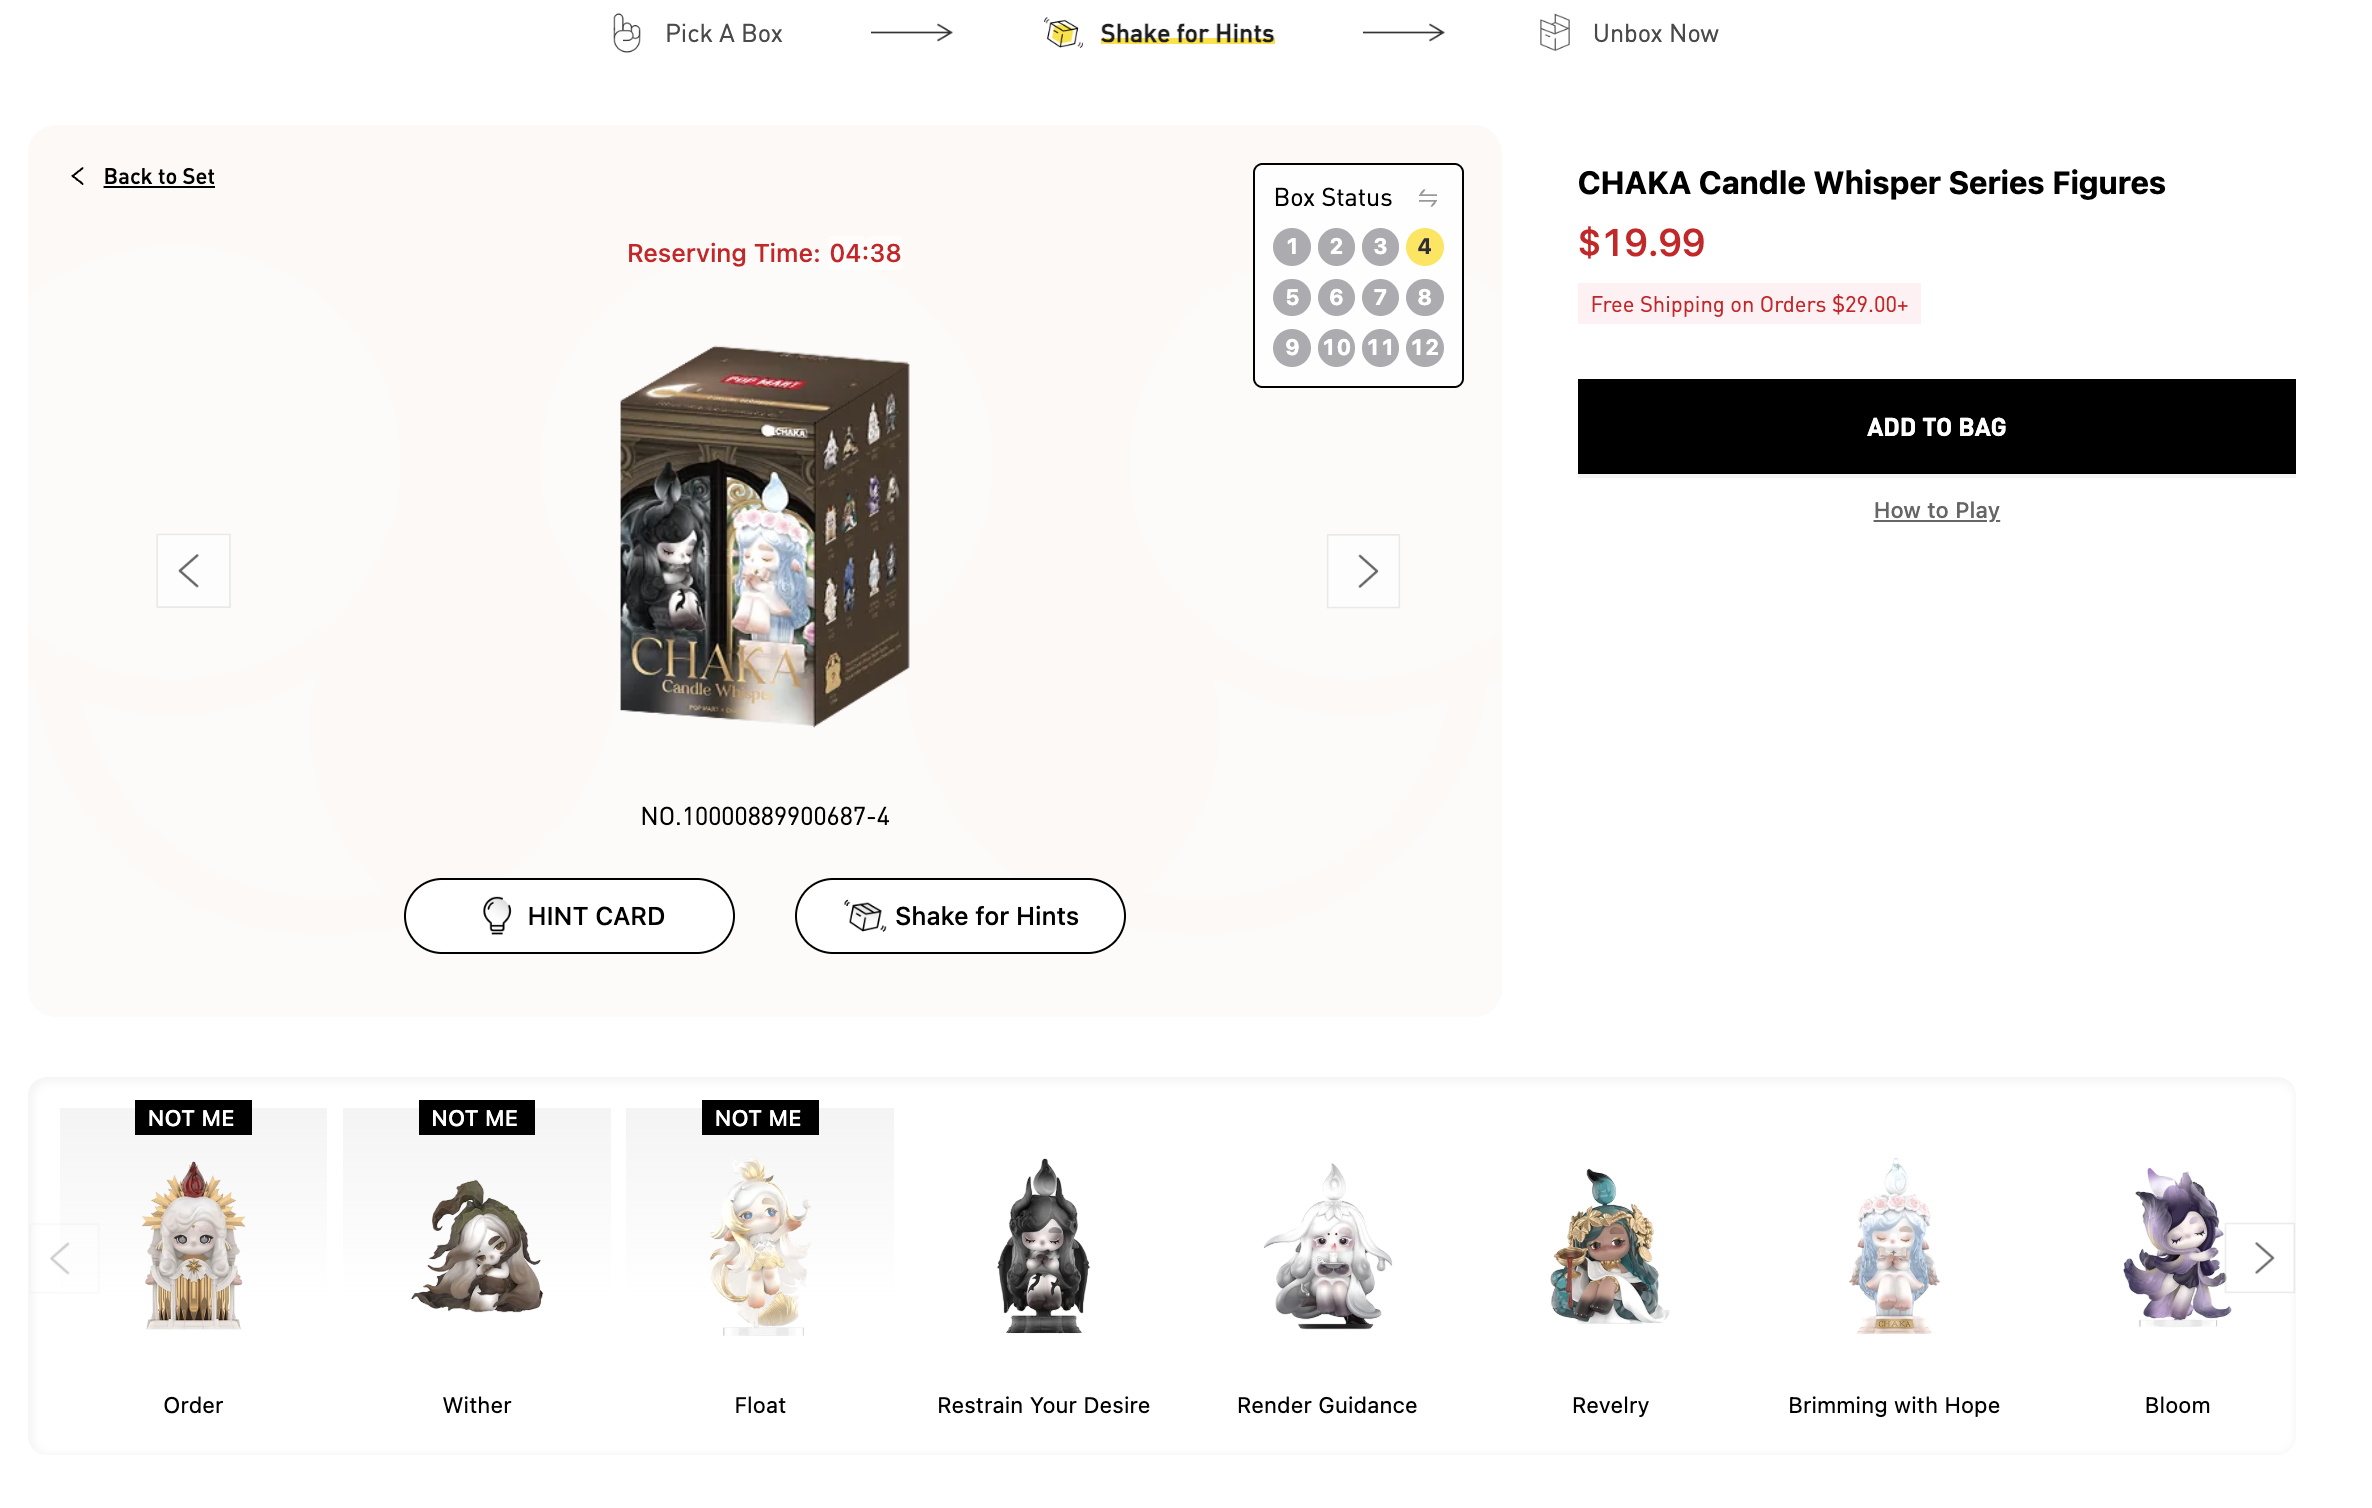 Pick A Box
Shake for Hints
Unbox Now
Back to Set
Reserving Time: 04:38
Box Status
1 2 3 4
5 6 7 8
9 10 11 12
CHAKA Candle Whisper Series Figures
$19.99
Free Shipping on Orders $29.00+
ADD TO BAG
How to Play
POP MART
CHAKA
CHAKA
Candle Whisper
NO.10000889900687-4
HINT CARD
Shake for Hints
NOT ME
NOT ME
NOT ME
CHAKA
Order
Wither
Float
Restrain Your Desire
Render Guidance
Revelry
Brimming with Hope
Bloom